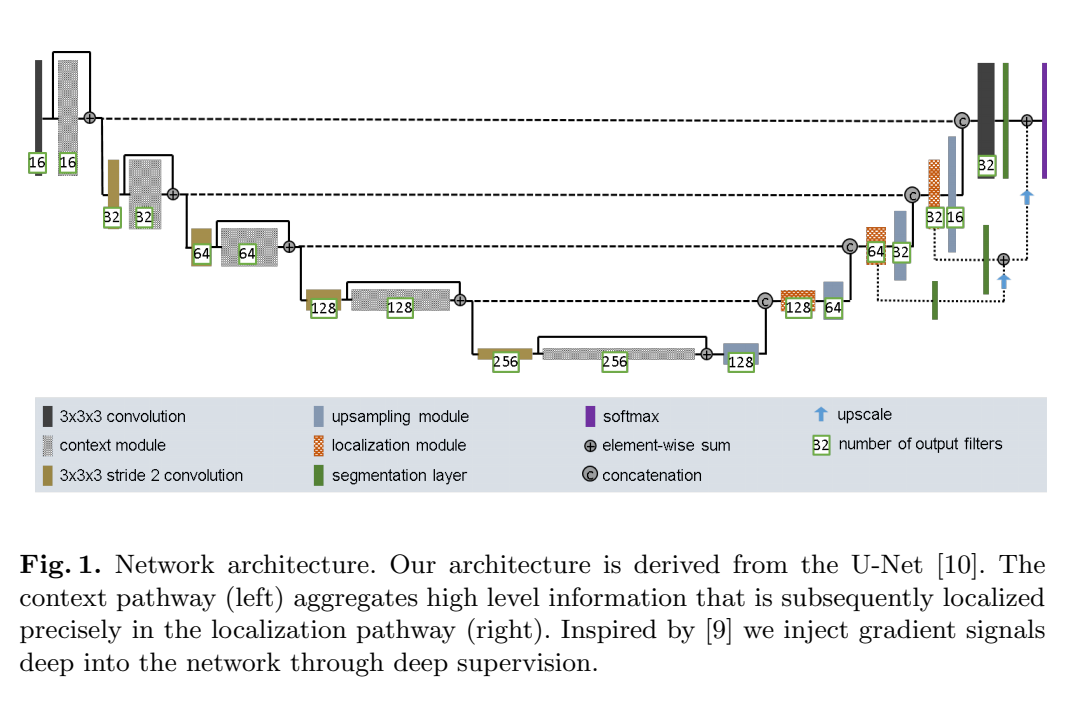 C
32
16
16
32
C
32
16
32
32
C
64
32
64
64
128
128
C
128
64
256
256
128
3x3x3 convolution
upsampling module
softmax
upscale
context module
localization module
element-wise sum
32 number of output filters
3x3x3 stride 2 convolution
segmentation layer
C concatenation
Fig. 1. Network architecture. Our architecture is derived from the U-Net [10]. The
context pathway (left) aggregates high level information that is subsequently localized
precisely in the localization pathway (right). Inspired by [9] we inject gradient signals
deep into the network through deep supervision.